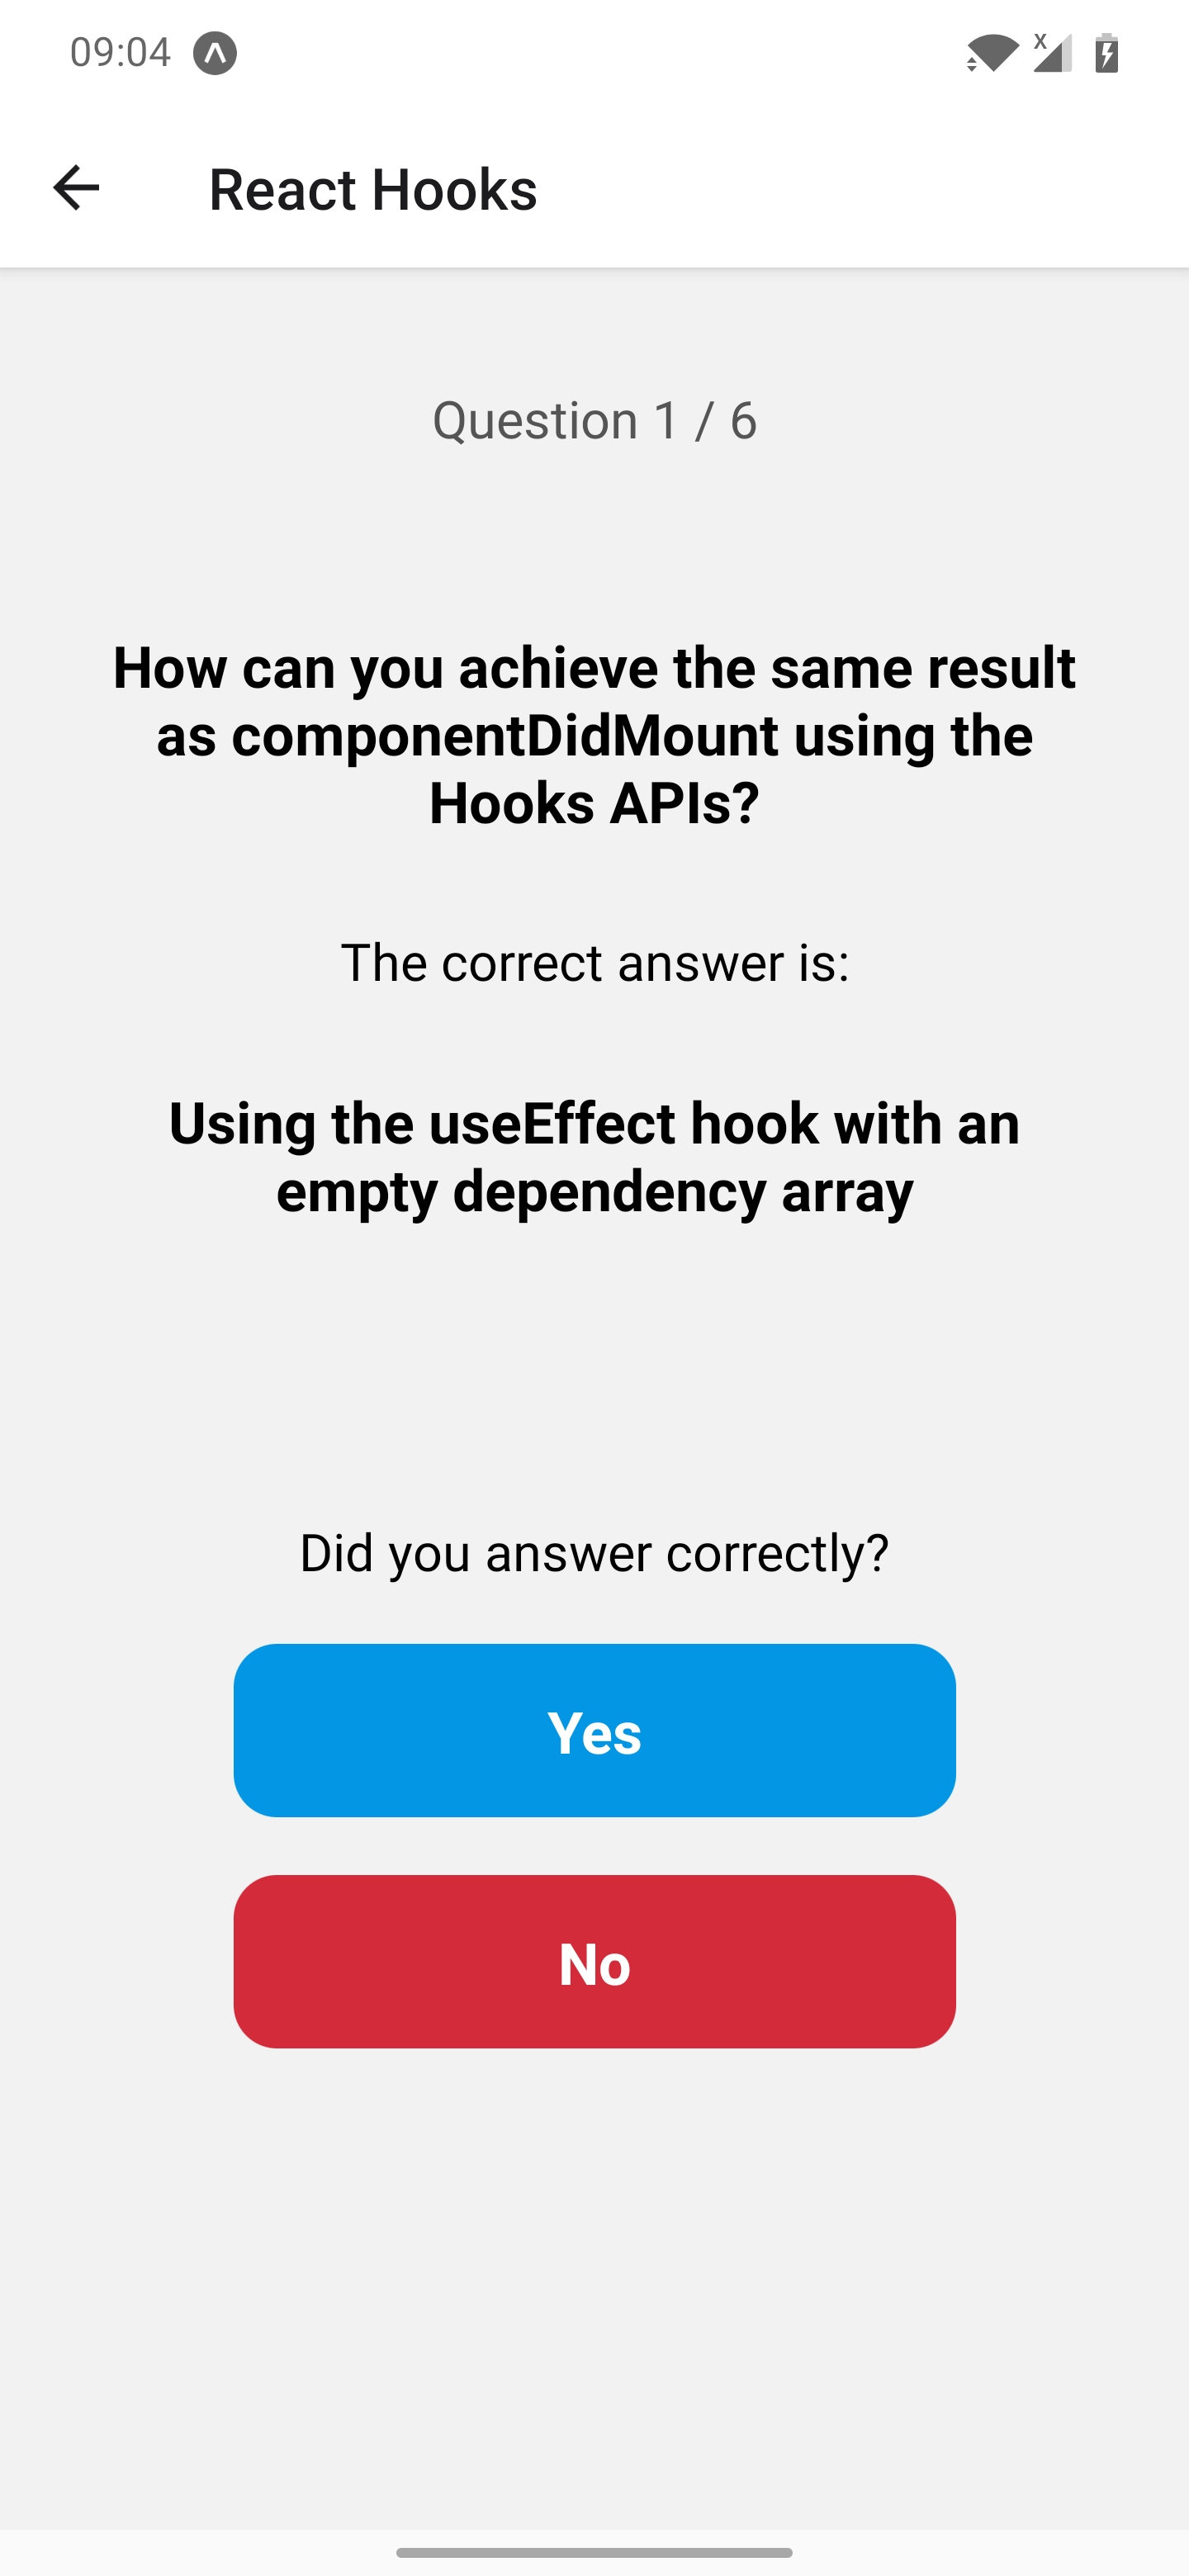 09:04
X
React Hooks
Question 1 / 6
How can you achieve the same result
as componentDidMount using the
Hooks APIs?
The correct answer is:
Using the useEffect hook with an
empty dependency array
Did you answer correctly?
Yes
No